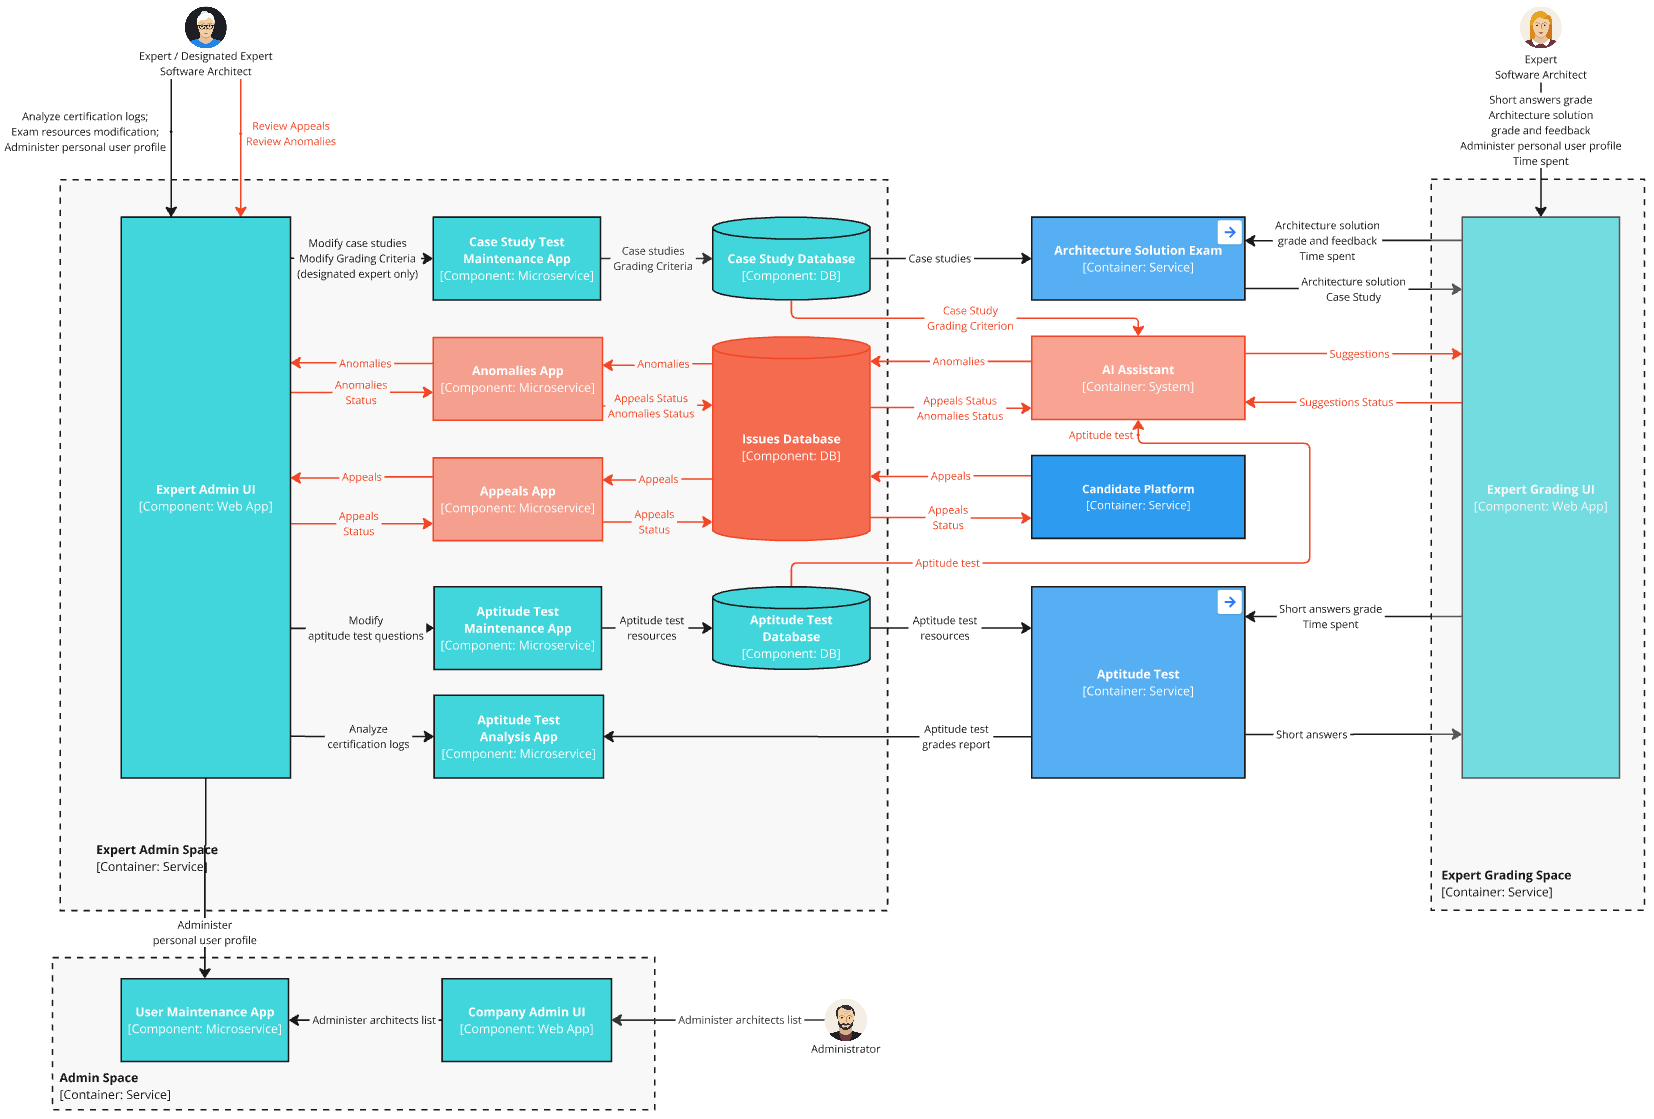 Expert / Designated Expert
Software Architect
Expert
Software Architect
Analyze certification logs;
Exam resources modification;
Administer personal user profile
Review Appeals
Review Anomalies
Short answers grade
Architecture solution
grade and feedback
Administer personal user profile
Time spent
Expert Admin UI
[Component: Web App]
Modify case studies
Modify Grading Criteria
(designated expert only)
Case Study Test
Maintenance App
[Component: Microservice]
Case studies
Grading Criteria
Case Study Database
[Component: DB]
Case studies
Architecture Solution Exam
[Container: Service]
Architecture solution
grade and feedback
Time spent
Architecture solution
Case Study
Case Study
Grading Criterion
Anomalies
Anomalies
Status
Anomalies App
[Component: Microservice]
Anomalies
Appeals Status
Anomalies Status
Issues Database
[Component: DB]
Anomalies
Appeals Status
Anomalies Status
AI Assistant
[Container: System]
Suggestions
Suggestions Status
Aptitude test
Appeals
Appeals
Status
Appeals App
[Component: Microservice]
Appeals
Appeals
Status
Appeals
Appeals
Status
Candidate Platform
[Container: Service]
Expert Grading UI
[Component: Web App]
Aptitude test
Modify
aptitude test questions
Aptitude Test
Maintenance App
[Component: Microservice]
Aptitude test
resources
Aptitude Test
Database
[Component: DB]
Aptitude test
resources
Aptitude Test
[Container: Service]
Short answers grade
Time spent
Short answers
Analyze
certification logs
Aptitude Test
Analysis App
[Component: Microservice]
Aptitude test
grades report
Expert Admin Space
[Container: Service]
Expert Grading Space
[Container: Service]
Administer
personal user profile
User Maintenance App
[Component: Microservice]
Administer architects list
Company Admin UI
[Component: Web App]
Administer architects list
Administrator
Admin Space
[Container: Service]